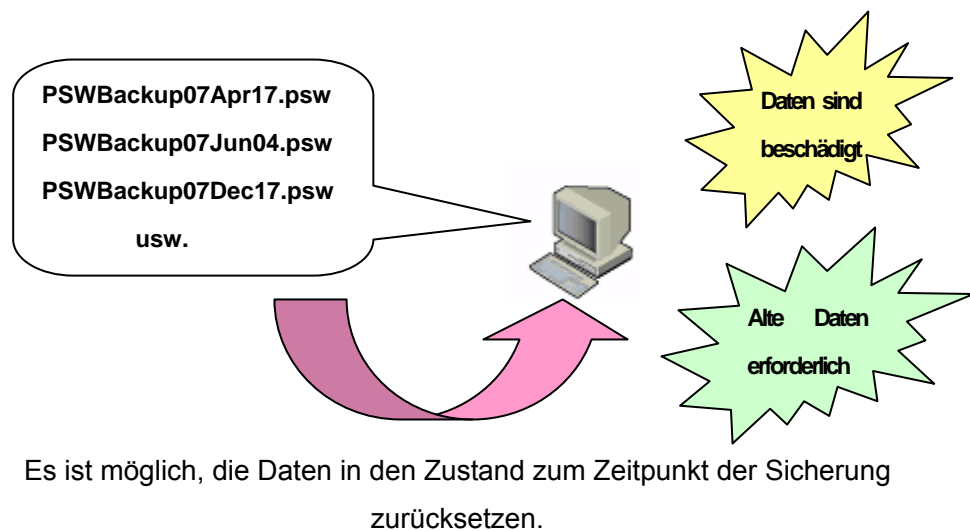 PSWBackup07Apr17.psw
PSWBackup07Jun04.psw
PSWBackup07Dec17.psw
usw.
Daten sind
beschädigt
Alte Daten
erforderlich
Es ist möglich, die Daten in den Zustand zum Zeitpunkt der Sicherung
zurücksetzen.